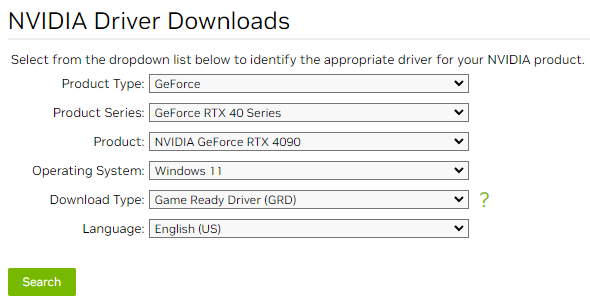 NVIDIA Driver Downloads
Select from the dropdown list below to identify the appropriate driver for your NVIDIA product.
Product Type: GeForce
Product Series: GeForce RTX 40 Series
Product: NVIDIA GeForce RTX 4090
Operating System: Windows 11
Download Type: Game Ready Driver (GRD) ?
Language: English (US)
Search